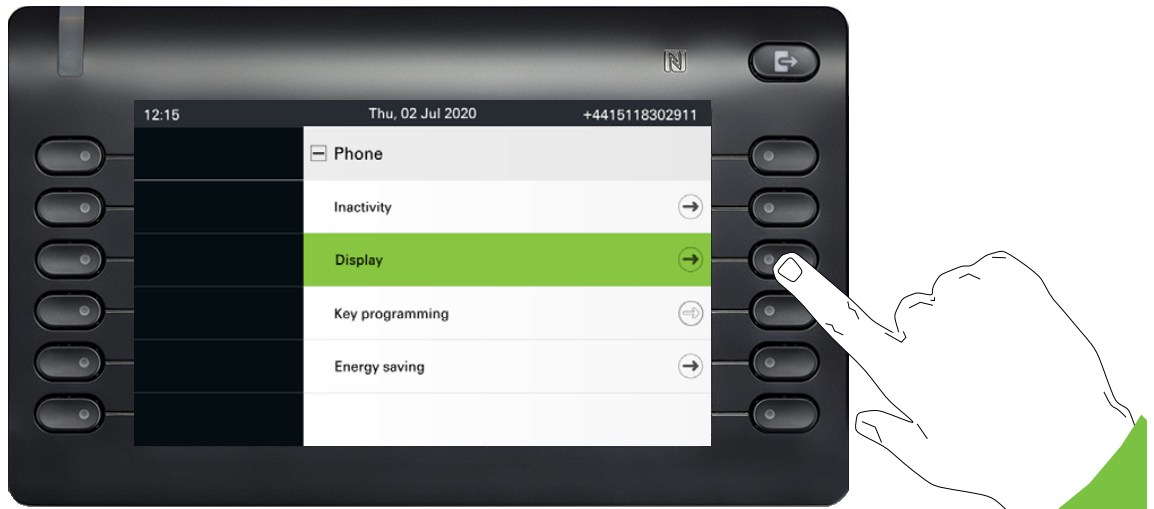 12:15 Thu, 02 Jul 2020 +4415118302911
Phone
Inactivity
Display
Key programming
Energy saving